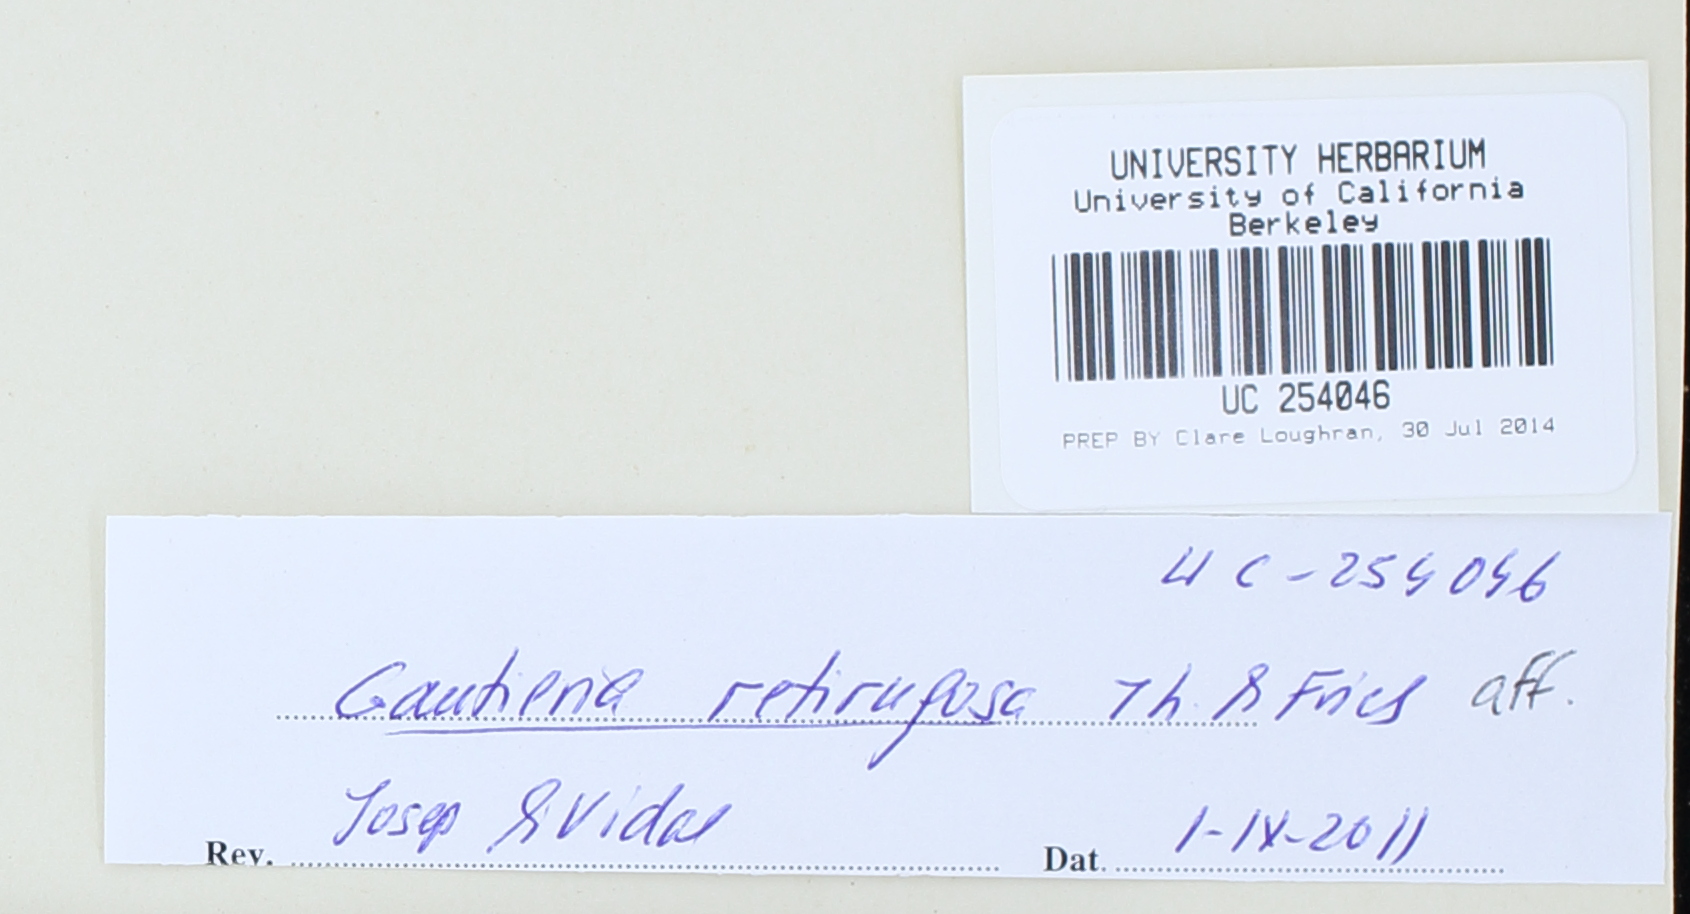 UNIVERSITY HERBARIUM
University of California
Berkeley
UC 254046
PREP BY Clare Loughran, 30 Jul 2014
UC-254046
Gautieria retirugosa Th. & Fries aff.
Rev. Josep Vidal
Dat. 1-IX-2011